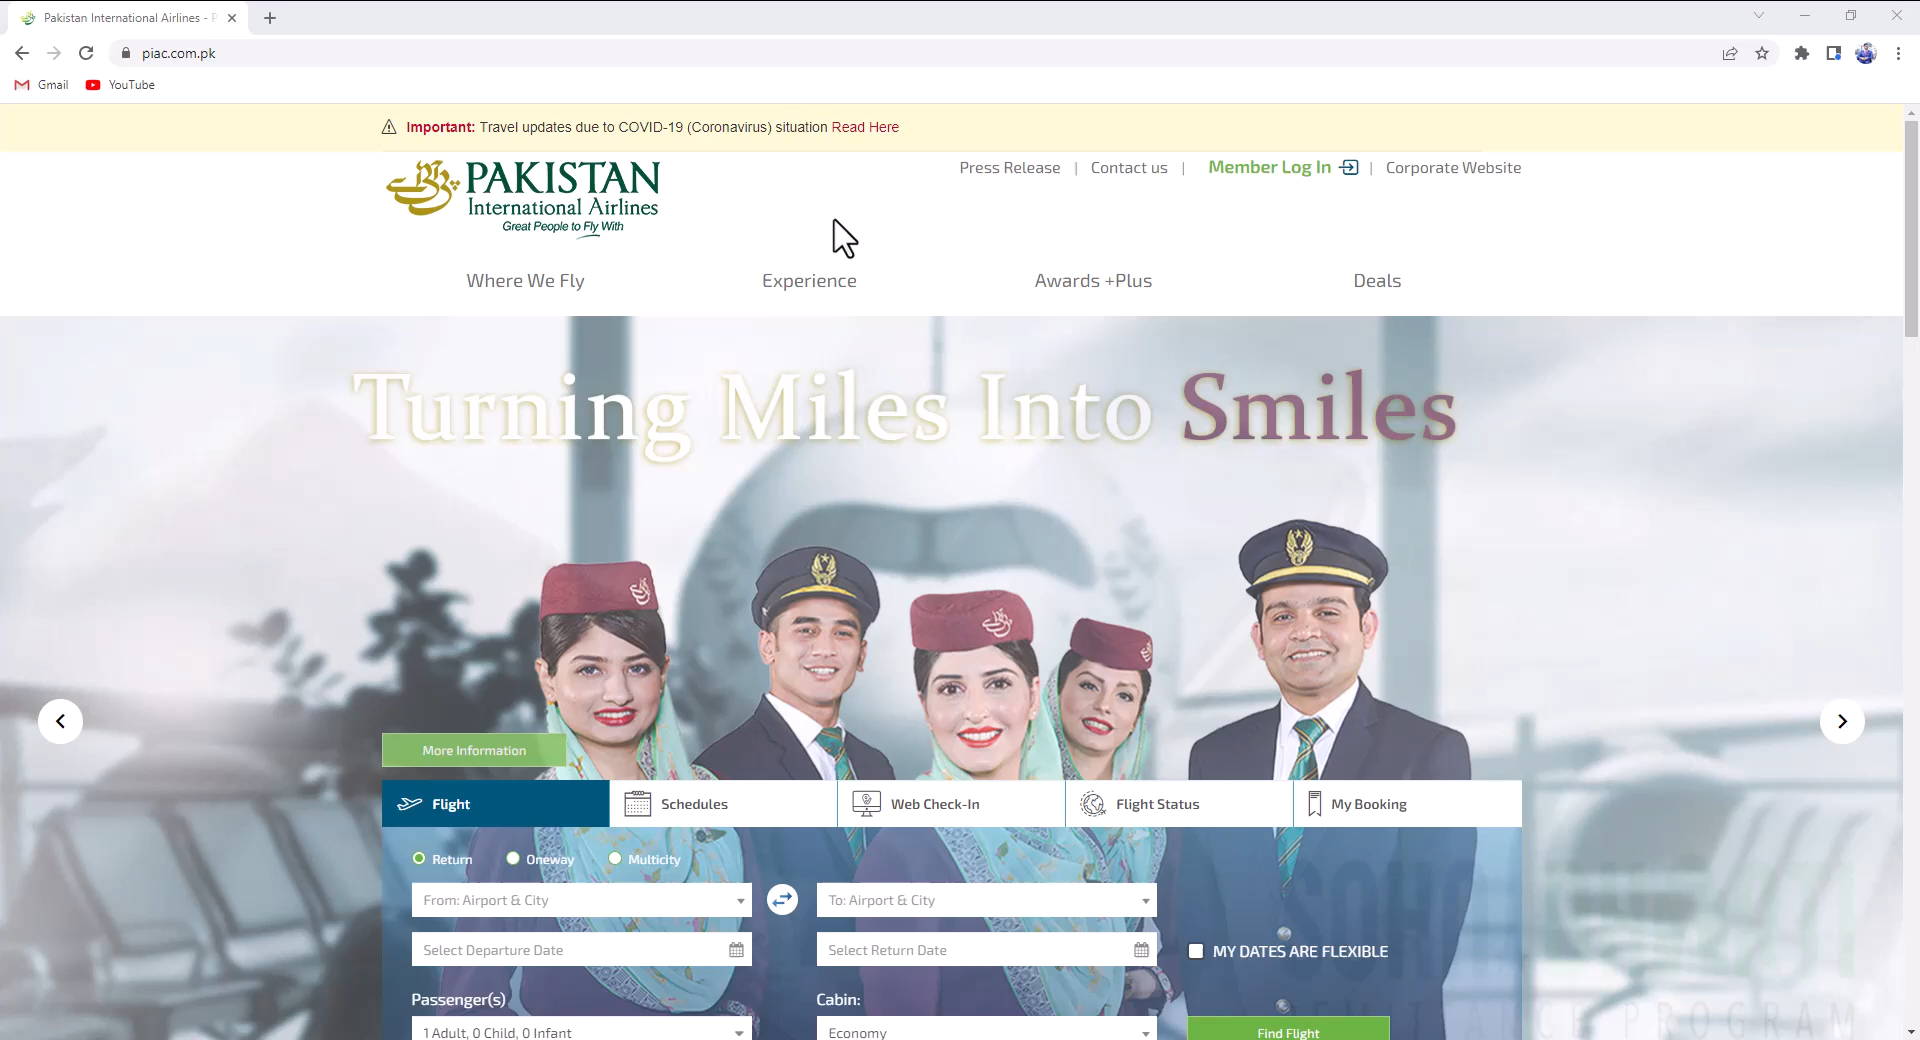 Pakistan International Airlines - P
piac.com.pk
Gmail YouTube
Important: Travel updates due to COVID-19 (Coronavirus) situation Read Here
Press Release | Contact us | Member Log In | Corporate Website
PAKISTAN
International Airlines
Great People to Fly With
Where We Fly Experience Awards +Plus Deals
Turning Miles Into Smiles
More Information
Flight Schedules Web Check-In Flight Status My Booking
Return Oneway Multicity
From: Airport & City To: Airport & City
Select Departure Date Select Return Date MY DATES ARE FLEXIBLE
Passenger(s) Cabin:
1 Adult, 0 Child, 0 Infant Economy Find Flight
PROGRAM